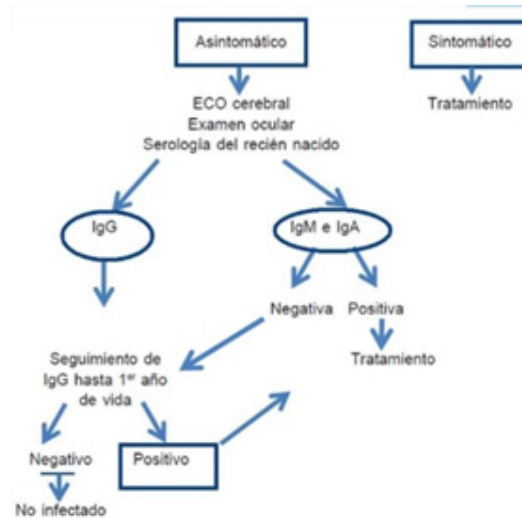 Asintomático
Sintomático
ECO cerebral
Examen ocular
Serología del recién nacido
Tratamiento
IgG
IgM e IgA
Negativa
Positiva
Tratamiento
Seguimiento de
IgG hasta 1er año
de vida
Negativo
Positivo
No infectado